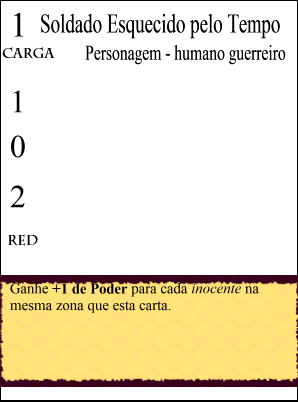 1 Soldado Esquecido pelo Tempo
CARGA Personagem - humano guerreiro
1
0
2
RED
Ganhe +1 de Poder para cada inocente na
mesma zona que esta carta.